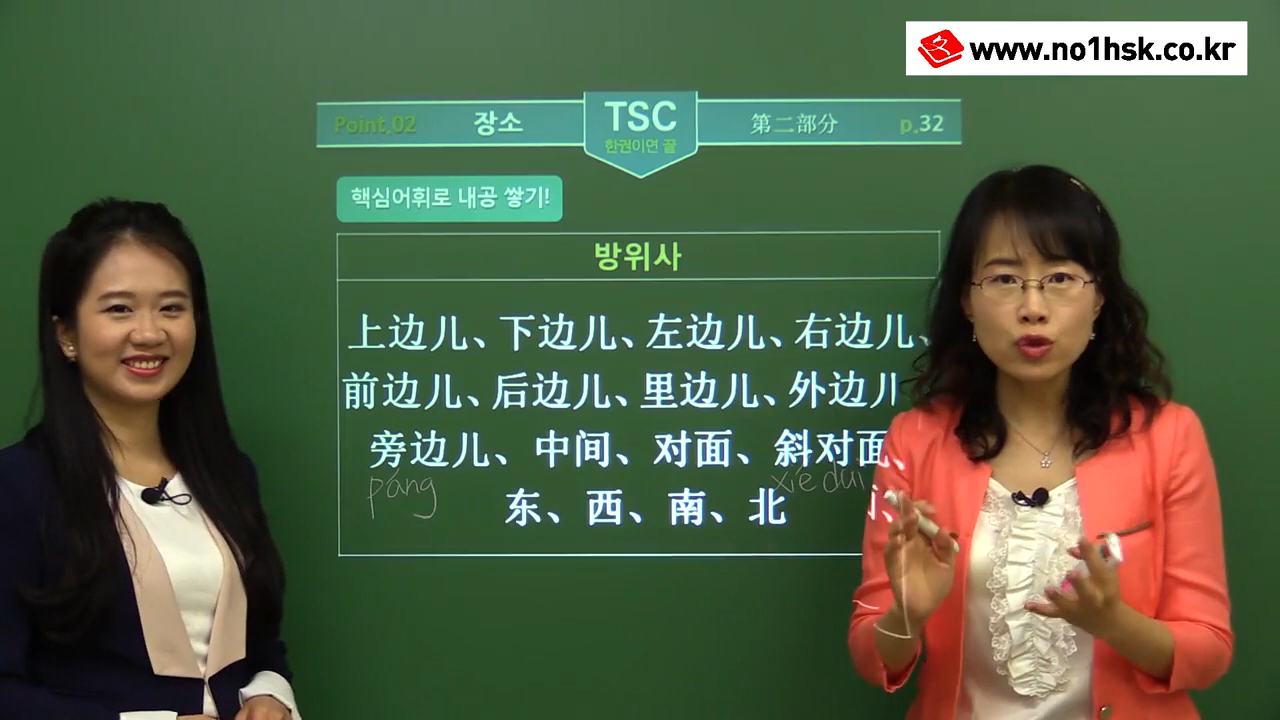 www.no1hsk.co.kr
Point.02 장소 TSC 第二部分 p.32
한권이면 끝
핵심어휘로 내공 쌓기!
방위사
上边儿、下边儿、左边儿、右边儿、
前边儿、后边儿、里边儿、外边儿
旁边儿、中间、对面、斜对面、
páng xié duì
东、西、南、北